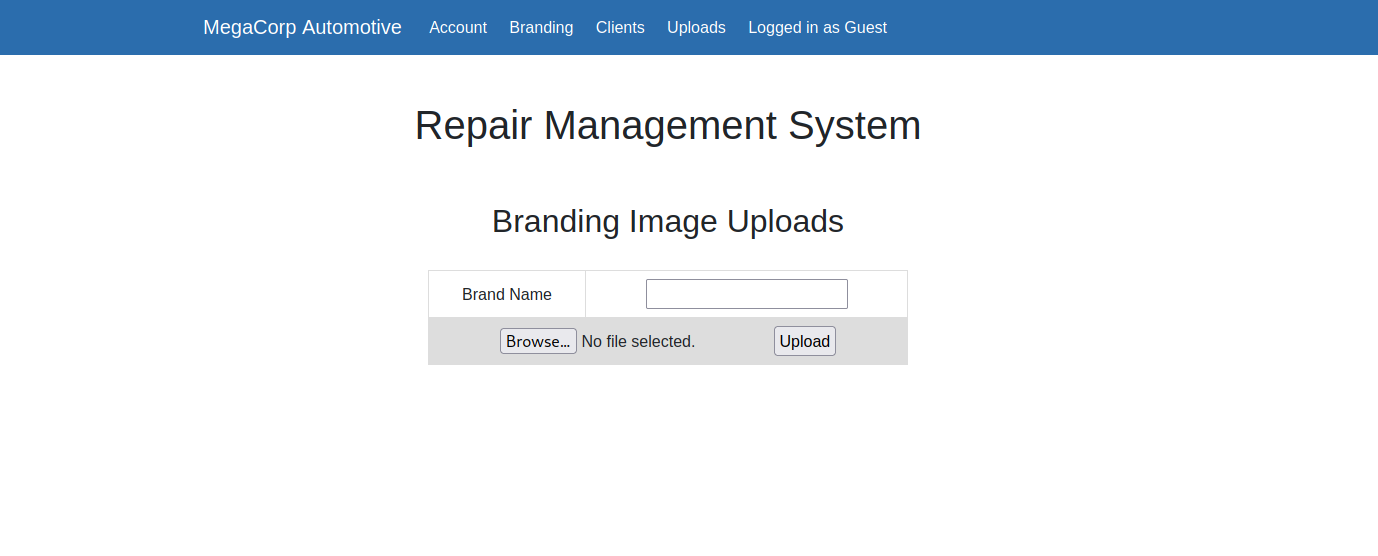 MegaCorp Automotive Account Branding Clients Uploads Logged in as Guest
Repair Management System
Branding Image Uploads
Brand Name
Browse... No file selected. Upload